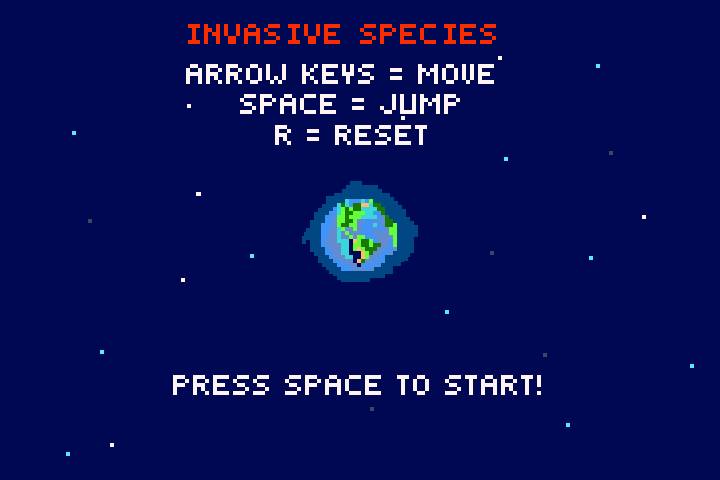 INVASIVE SPECIES
ARROW KEYS = MOVE
SPACE = JUMP
R = RESET
PRESS SPACE TO START!